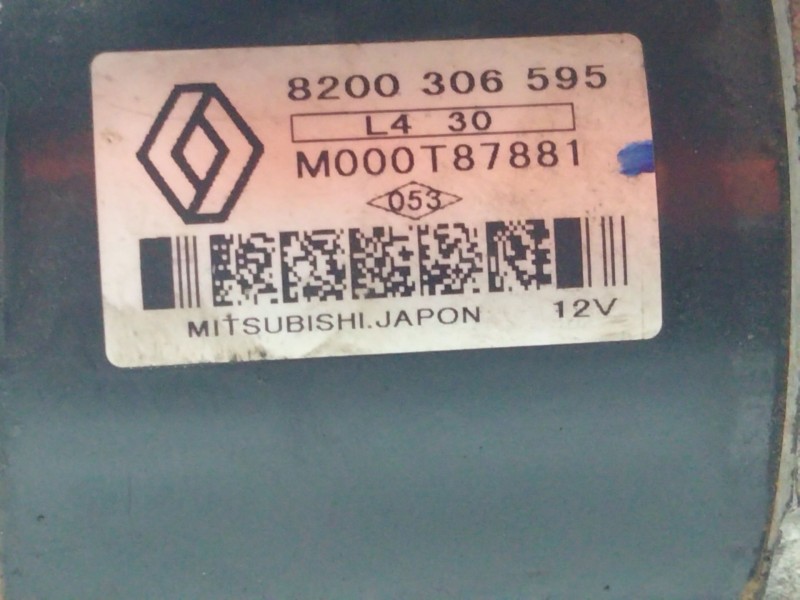 8200 306 595
L4 30
M000T87881
053
MITSUBISHI.JAPON 12V